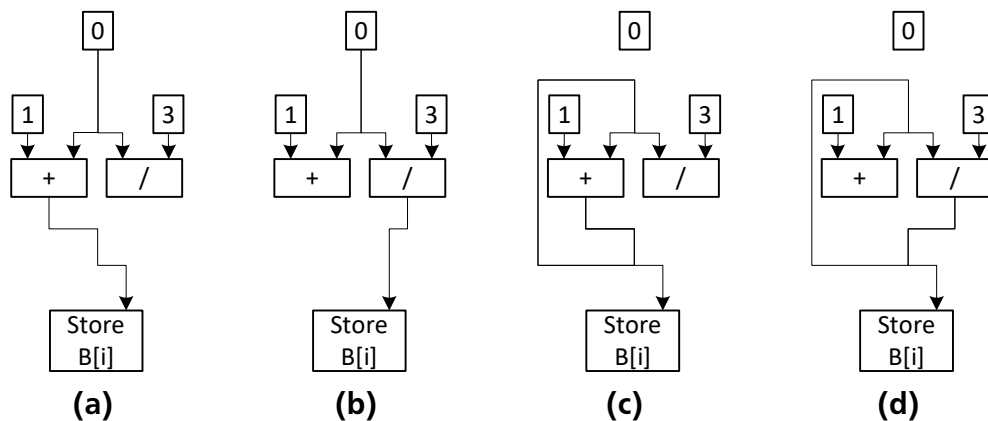 0
1
3
+
/
Store
B[i]
(a)
0
1
3
+
/
Store
B[i]
(b)
0
1
3
+
/
Store
B[i]
(c)
0
1
3
+
/
Store
B[i]
(d)